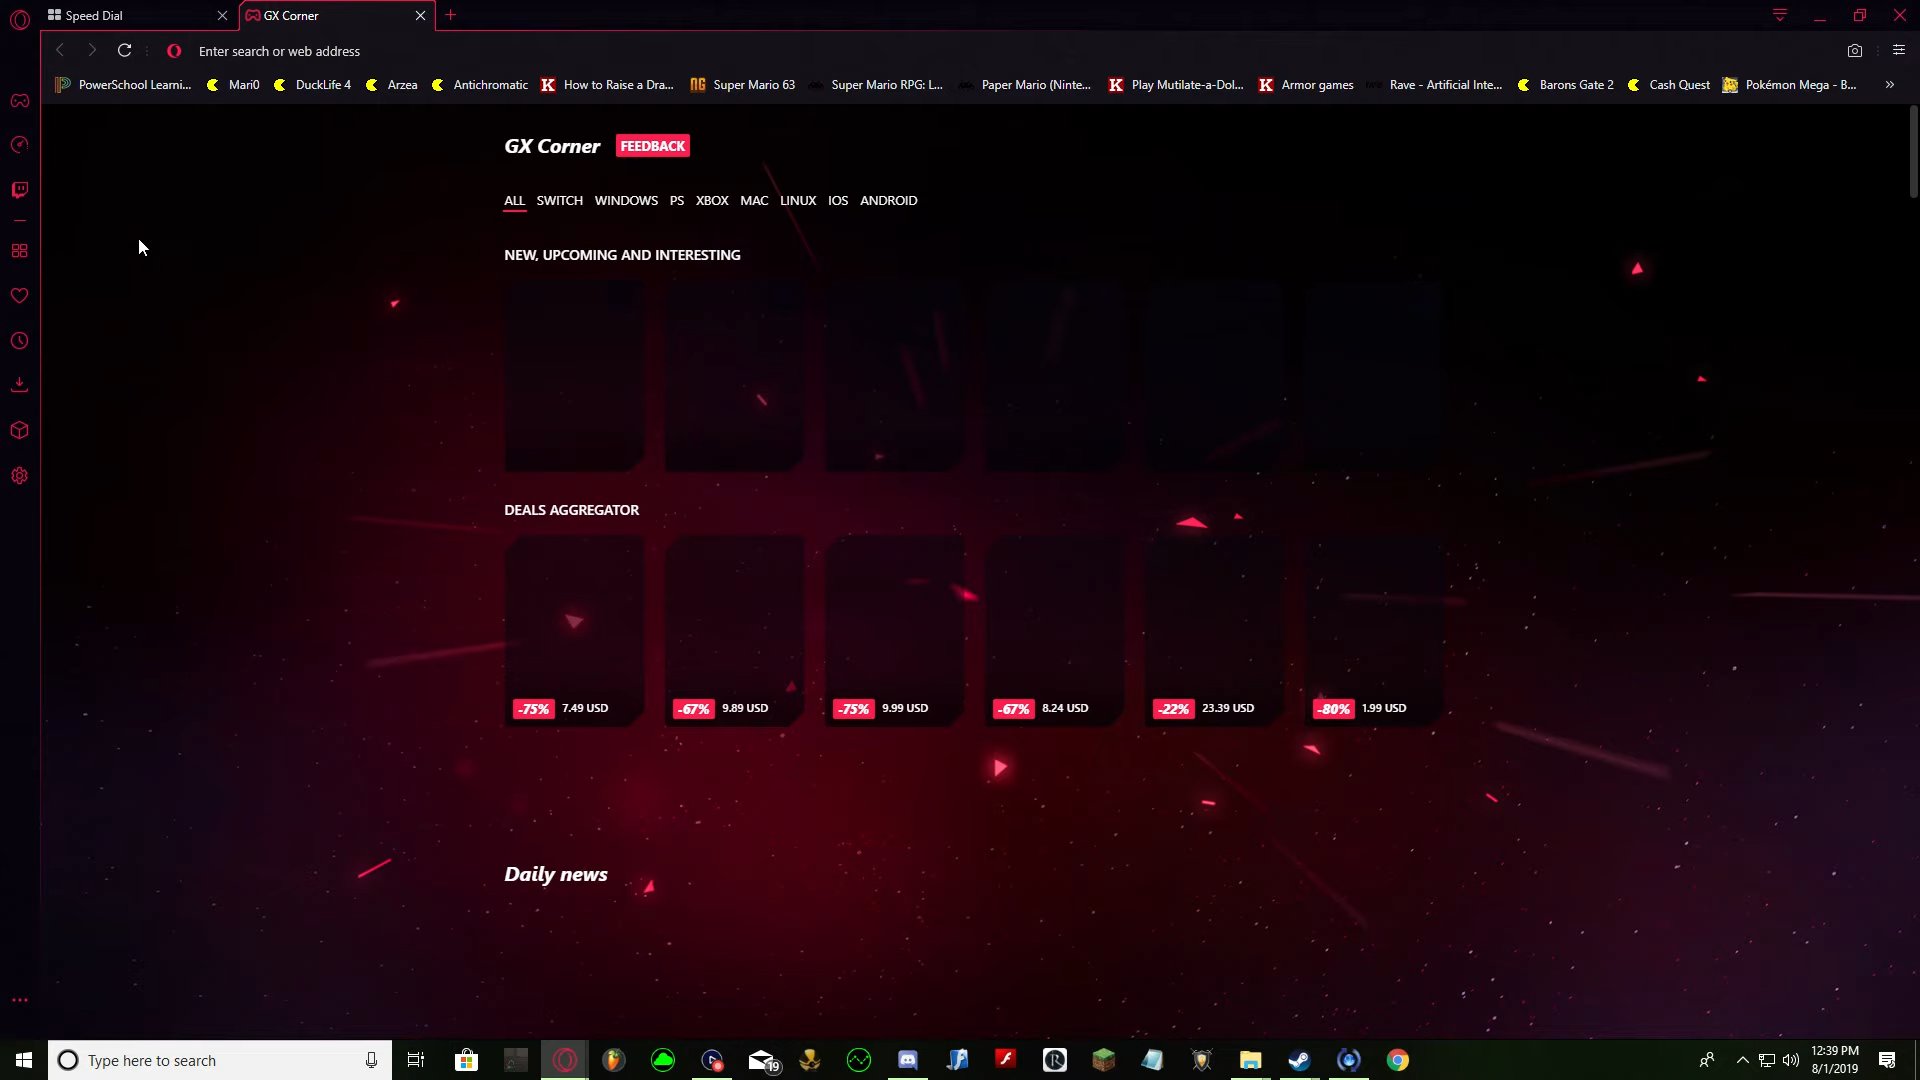 Speed Dial
GX Corner
Enter search or web address
PowerSchool Learni...
Mari0
DuckLife 4
Arzea
Antichromatic
How to Raise a Dra...
Super Mario 63
Super Mario RPG: L...
Paper Mario (Ninte...
Play Mutilate-a-Dol...
Armor games
Rave - Artificial Inte...
Barons Gate 2
Cash Quest
Pokémon Mega - B...
GX Corner FEEDBACK
ALL SWITCH WINDOWS PS XBOX MAC LINUX IOS ANDROID
NEW, UPCOMING AND INTERESTING
DEALS AGGREGATOR
-75% 7.49 USD
-67% 9.89 USD
-75% 9.99 USD
-67% 8.24 USD
-22% 23.39 USD
-80% 1.99 USD
Daily news
Type here to search
19
12:39 PM
8/1/2019